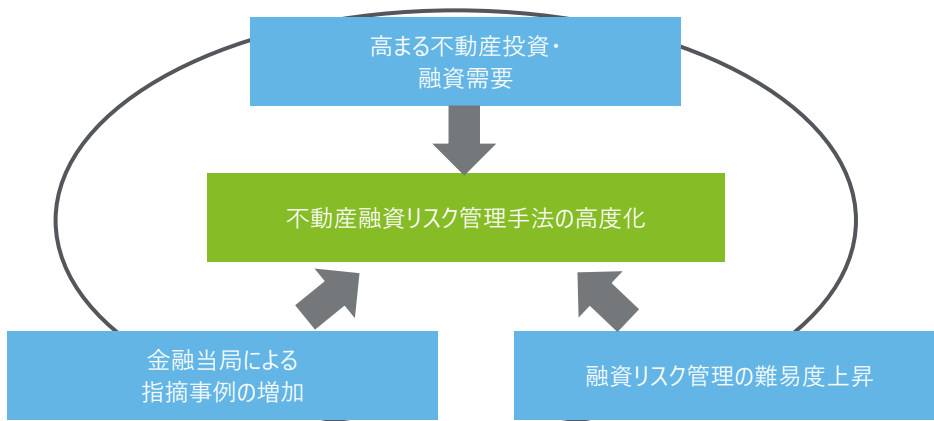 高まる不動産投資・
融資需要
不動産融資リスク管理手法の高度化
金融当局による
指摘事例の増加
融資リスク管理の難易度上昇